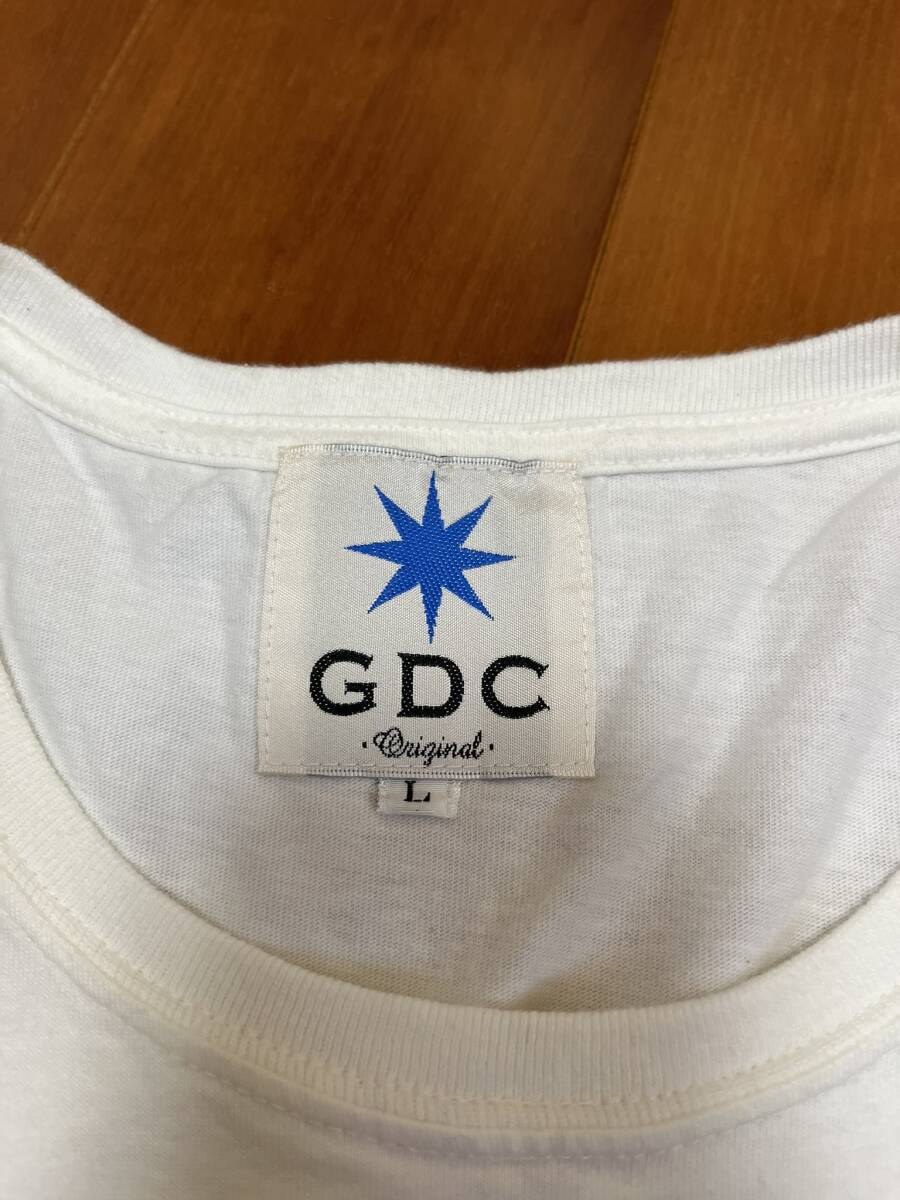 GDC
· Original ·
L